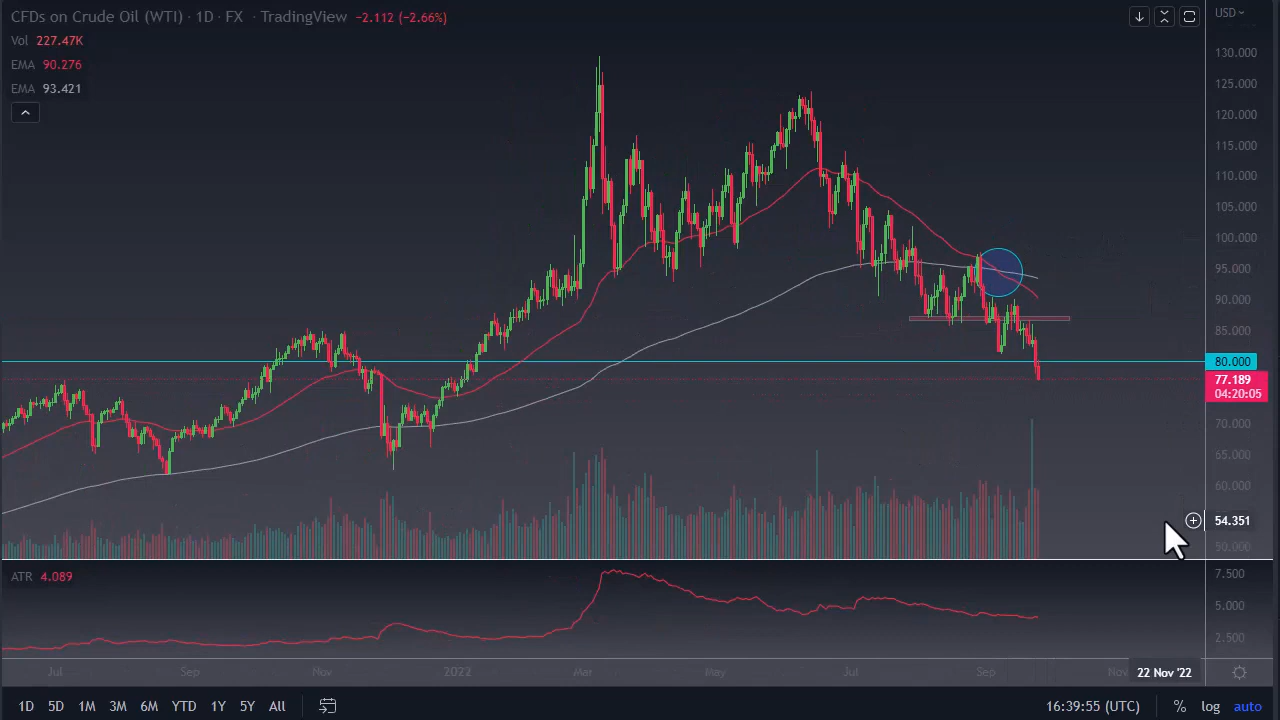 CFDs on Crude Oil (WTI) · 1D · FX · TradingView −2.112 (−2.66%)
USD
Vol 227.47K
EMA 90.276
EMA 93.421
130.000
125.000
120.000
115.000
110.000
105.000
100.000
95.000
90.000
85.000
80.000
77.189
04:20:05
70.000
65.000
60.000
54.351
50.000
ATR 4.089
7.500
5.000
2.500
Jul Sep Nov 2022 Mar May Jul Sep Nov 22 Nov '22
1D 5D 1M 3M 6M YTD 1Y 5Y All 16:39:55 (UTC) % log auto